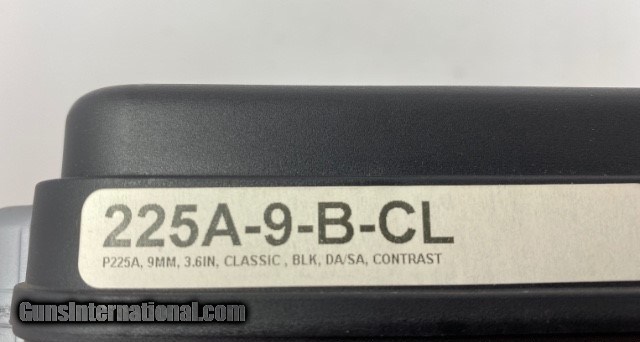 225A-9-B-CL
P225A, 9MM, 3.6IN, CLASSIC , BLK, DA/SA, CONTRAST
GunsInternational.com